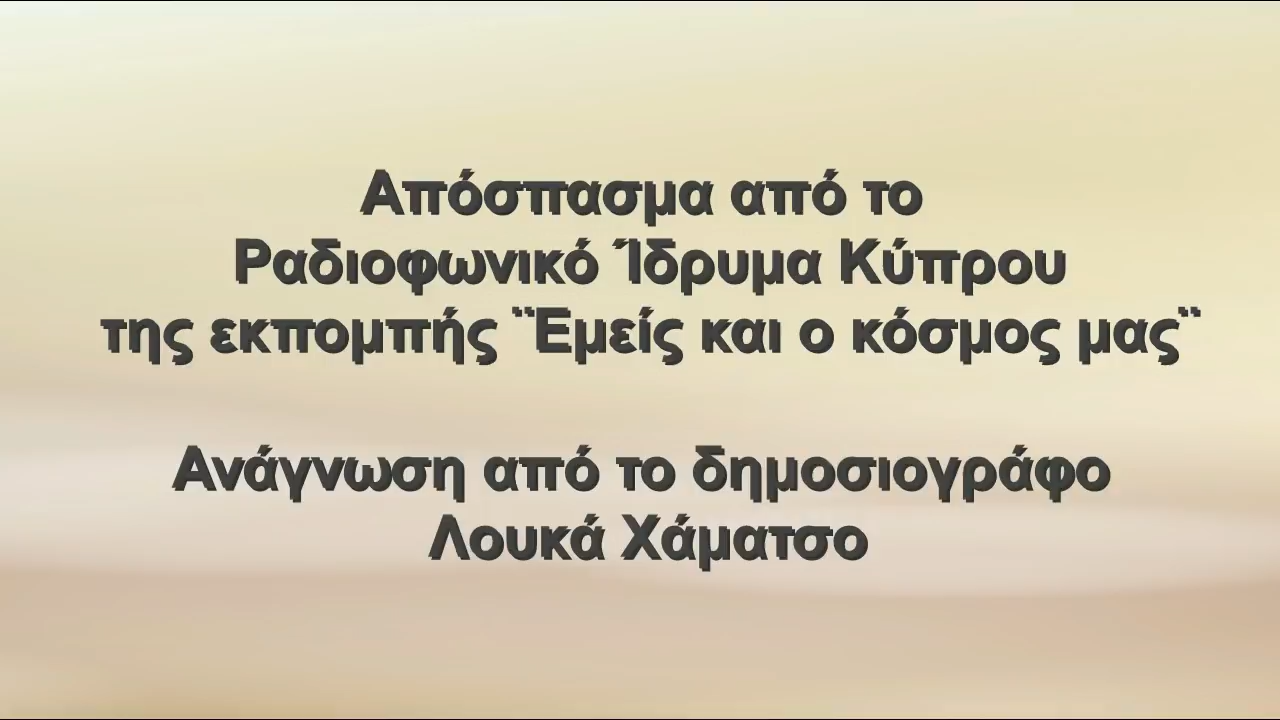 Απόσπασμα από το
Ραδιοφωνικό Ίδρυμα Κύπρου
της εκπομπής ¨Εμείς και ο κόσμος μας¨
Ανάγνωση από το δημοσιογράφο
Λουκά Χάματσο